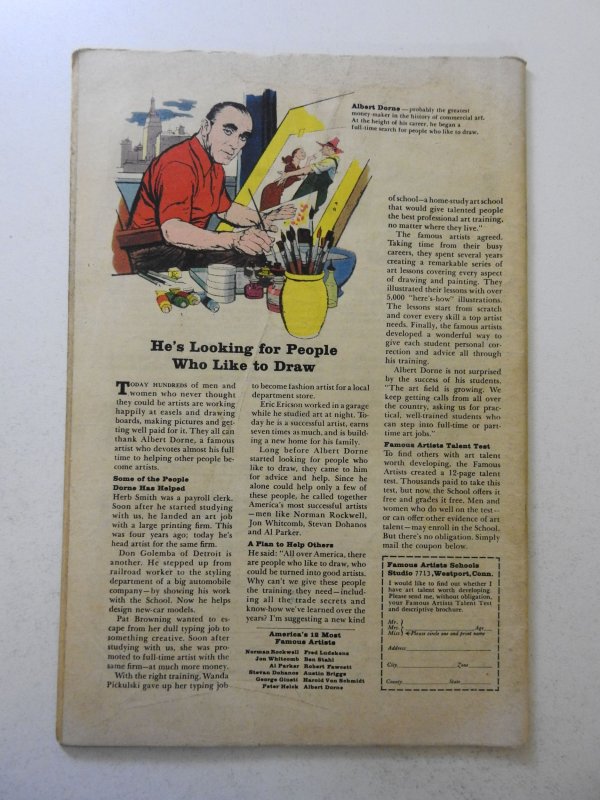 Albert Dorne—probably the greatest
money-maker in the history of commercial art.
At the height of his career, he began a
full-time search for people who like to draw.
He's Looking for People
Who Like to Draw
TODAY HUNDREDS of men and
women who never thought
they could be artists are working
happily at easels and drawing
boards, making pictures and get-
ting well paid for it. They all can
thank Albert Dorne, a famous
artist who devotes almost his full
time to helping other people be-
come artists.
Some of the People
Dorne Has Helped
Herb Smith was a payroll clerk.
Soon after he started studying
with us, he landed an art job
with a large printing firm. This
was four years ago: today he's
head artist for the same firm.
Don Golemba of Detroit is
another. He stepped up from
railroad worker to the styling
department of a big automobile
company—by showing his work
with the School. Now he helps
design new-car models.
Pat Browning wanted to es-
cape from her dull typing job to
something creative. Soon after
studying with us, she was pro-
moted to full-time artist with the
same firm—at much more money.
With the right training, Wanda
Pickulski gave up her typing job
to become fashion artist for a local
department store.
Eric Ericson worked in a garage
while he studied art at night. To-
day he is a successful artist, earns
seven times as much, and is build-
ing a new home for his family.
Long before Albert Dorne
started looking for people who
like to draw, they came to him
for advice and help. Since he
alone could help only a few of
these people, he called together
America's most successful artists
—men like Norman Rockwell,
Jon Whitcomb, Stevan Dohanos
and Al Parker.
A Plan to Help Others
He said: "All over America, there
are people who like to draw, who
could be turned into good artists.
Why can't we give these people
the training they need—includ-
ing all the trade secrets and
know-how we've learned over the
years? I'm suggesting a new kind
America's 12 Most
Famous Artists
Norman Rockwell Fred Ludekens
Jon Whitcomb Ben Stahl
Al Parker Robert Fawcett
Stevan Dohanos Austin Briggs
George Giusti Harold Von Schmidt
Peter Helck Albert Dorne
of school—a home-study art school
that would give talented people
the best professional art training,
no matter where they live."
The famous artists agreed.
Taking time from their busy
careers, they spent several years
creating a remarkable series of
art lessons covering every aspect
of drawing and painting. They
illustrated their lessons with over
5,000 "here's-how" illustrations.
The lessons start from scratch
and cover every skill a top artist
needs. Finally, the famous artists
developed a wonderful way to
give each student personal cor-
rection and advice all through
his training.
Albert Dorne is not surprised
by the success of his students.
"The art field is growing. We
keep getting calls from all over
the country, asking us for prac-
tical, well-trained students who
can step into full-time or part-
time art jobs."
Famous Artists Talent Test
To find others with art talent
worth developing, the Famous
Artists created a 12-page talent
test. Thousands paid to take this
test, but now the School offers it
free and grades it free. Men and
women who do well on the test—
or can offer other evidence of art
talent—may enroll in the School.
But there's no obligation. Simply
mail the coupon below.
Famous Artists Schools
Studio 7713, Westport, Conn.
I would like to find out whether I
have art talent worth developing.
Please send me, without obligation,
your Famous Artists Talent Test
and descriptive brochure.
Mr.
Mrs. Age
Miss Please circle one and print name
Address
City Zone
County State